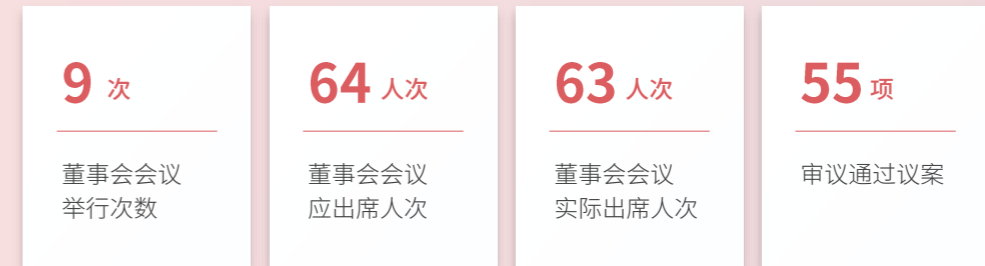 9 次
董事会会议
举行次数
64 人次
董事会会议
应出席人次
63 人次
董事会会议
实际出席人次
55 项
审议通过议案